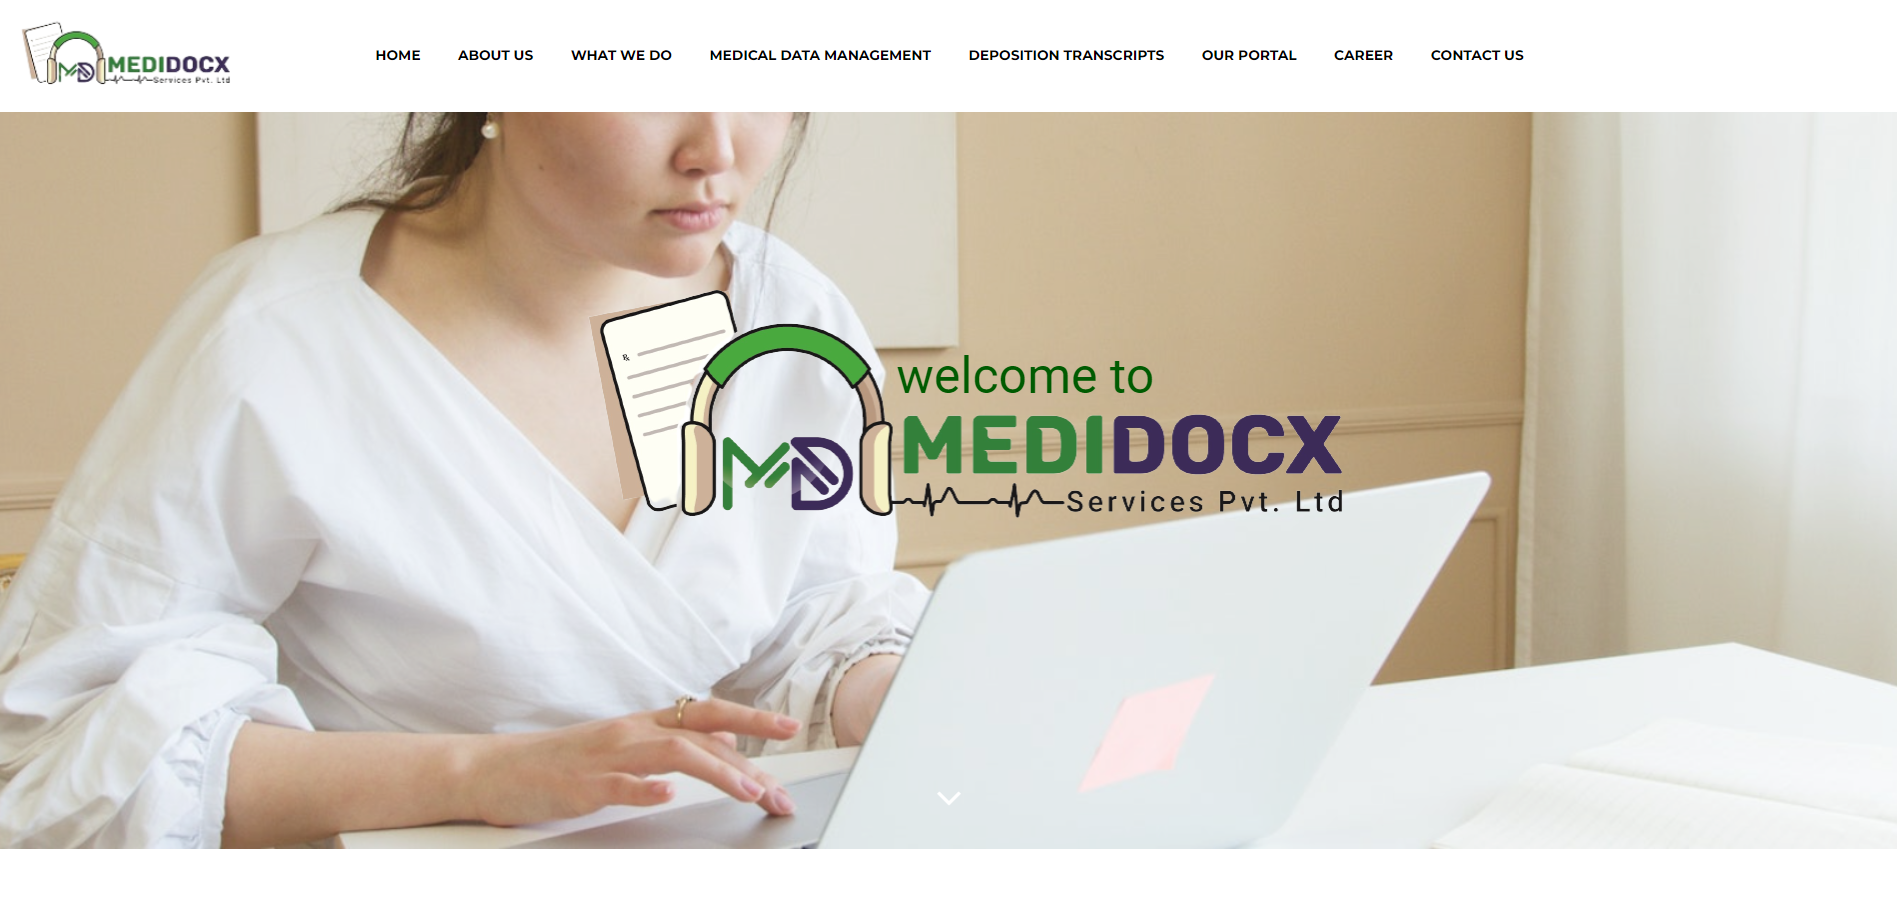 MEDIDOCX
Services Pvt. Ltd
HOME
ABOUT US
WHAT WE DO
MEDICAL DATA MANAGEMENT
DEPOSITION TRANSCRIPTS
OUR PORTAL
CAREER
CONTACT US
℞
MD
welcome to
MEDIDOCX
Services Pvt. Ltd